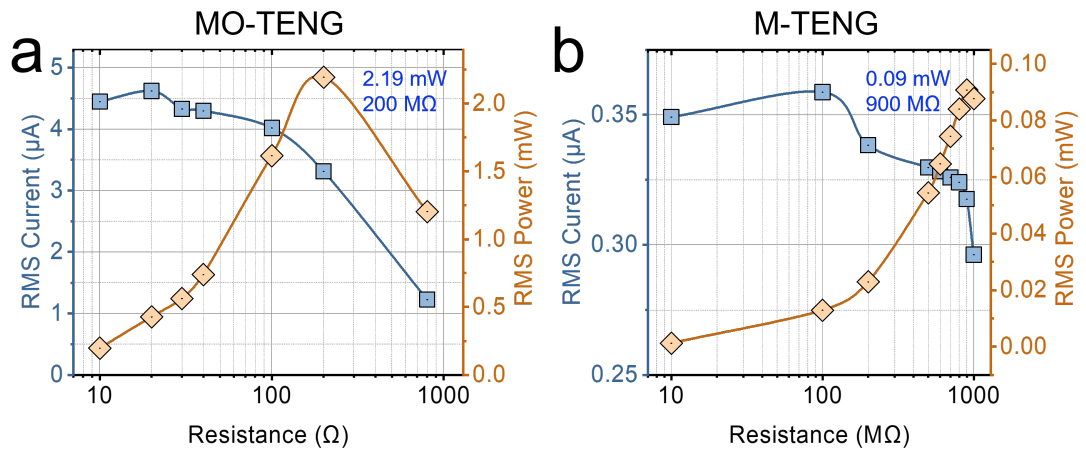 MO-TENG
M-TENG
a
b
2.19 mW
200 MΩ
0.09 mW
900 MΩ
RMS Current (μA)
5
4
3
2
1
0
RMS Power (mW)
2.0
1.5
1.0
0.5
0.0
10
100
1000
Resistance (Ω)
RMS Curent (μA)
0.35
0.30
0.25
RMS Power (mW)
0.10
0.08
0.06
0.04
0.02
0.00
10
100
1000
Resistance (MΩ)